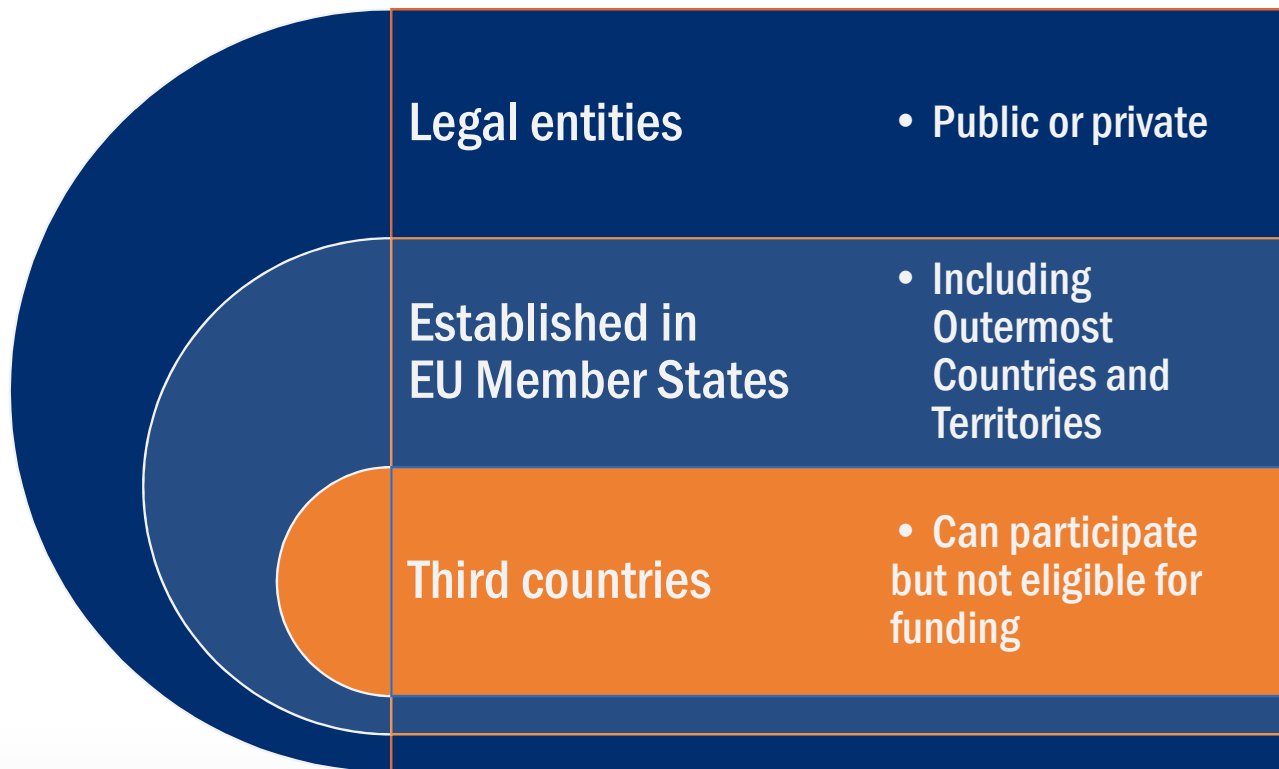 Legal entities
• Public or private
Established in
EU Member States
• Including
Outermost
Countries and
Territories
Third countries
• Can participate
but not eligible for
funding